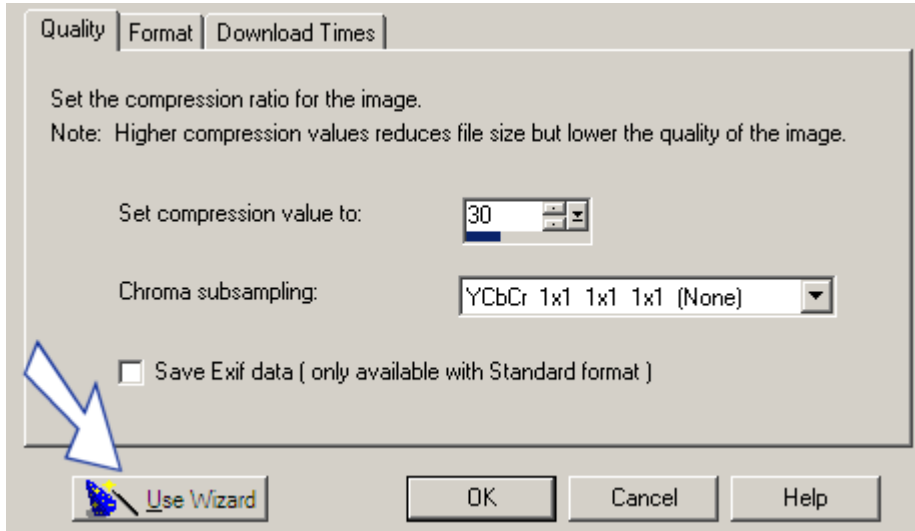 Quality Format Download Times
Set the compression ratio for the image.
Note: Higher compression values reduces file size but lower the quality of the image.
Set compression value to: 30
Chroma subsampling: YCbCr 1x1 1x1 1x1 (None)
Save Exif data ( only available with Standard format )
Use Wizard OK Cancel Help